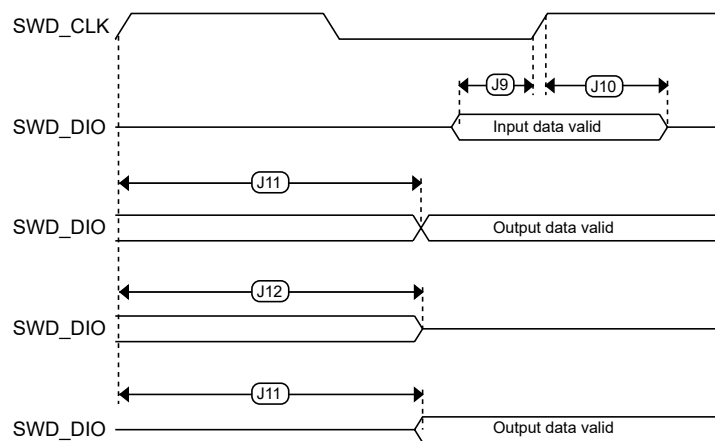 SWD_CLK
J9
J10
SWD_DIO
Input data valid
J11
SWD_DIO
Output data valid
J12
SWD_DIO
J11
SWD_DIO
Output data valid